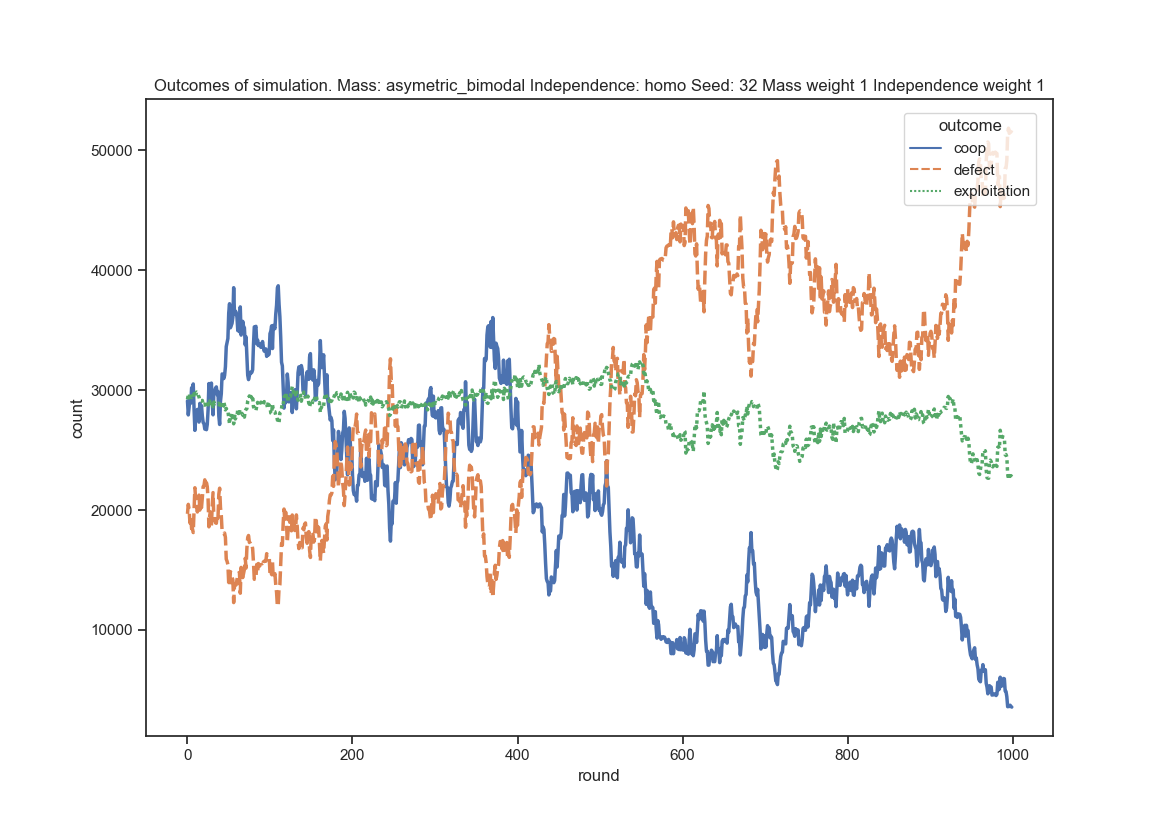 Outcomes of simulation. Mass: asymetric_bimodal Independence: homo Seed: 32 Mass weight 1 Independence weight 1
outcome
coop
defect
exploitation
50000
40000
30000
20000
10000
count
0 200 400 600 800 1000
round